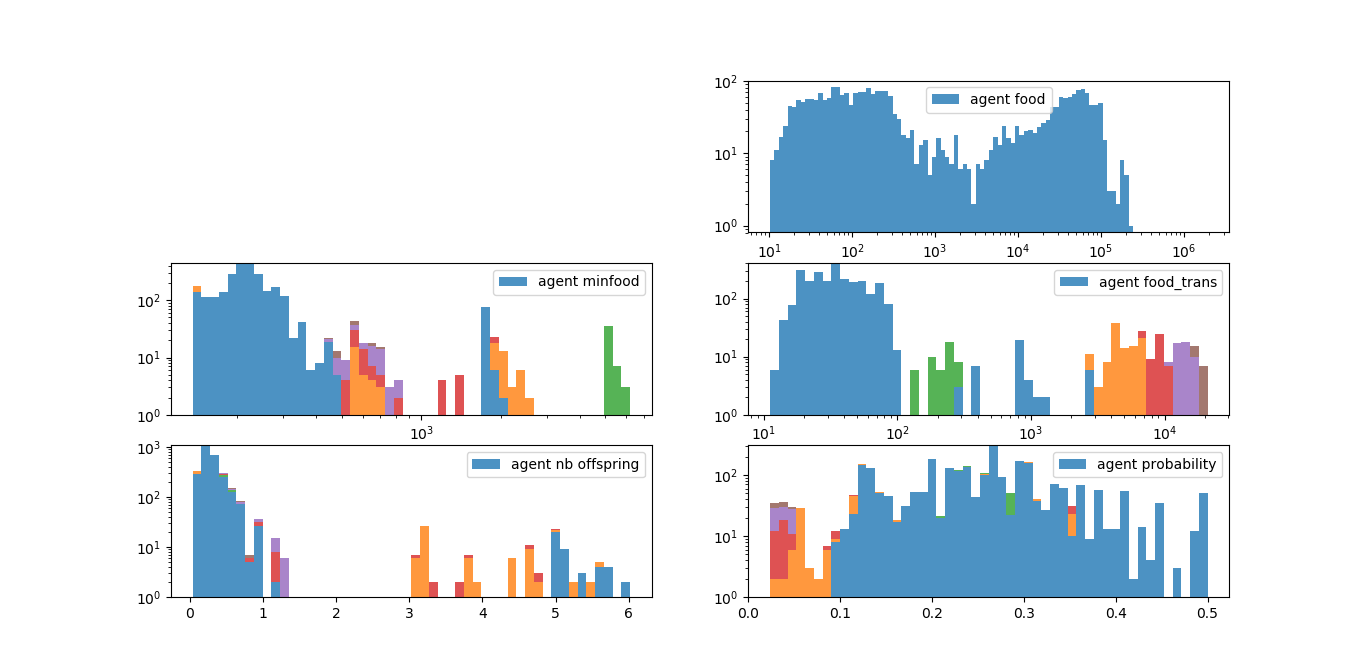 10²
10¹
10⁰
agent food
10¹ 10² 10³ 10⁴ 10⁵ 10⁶
10²
10¹
10⁰
agent minfood
10³
10²
10¹
10⁰
agent food_trans
10¹ 10² 10³ 10⁴
10³
10²
10¹
10⁰
agent nb offspring
0 1 2 3 4 5 6
10²
10¹
10⁰
agent probability
0.0 0.1 0.2 0.3 0.4 0.5